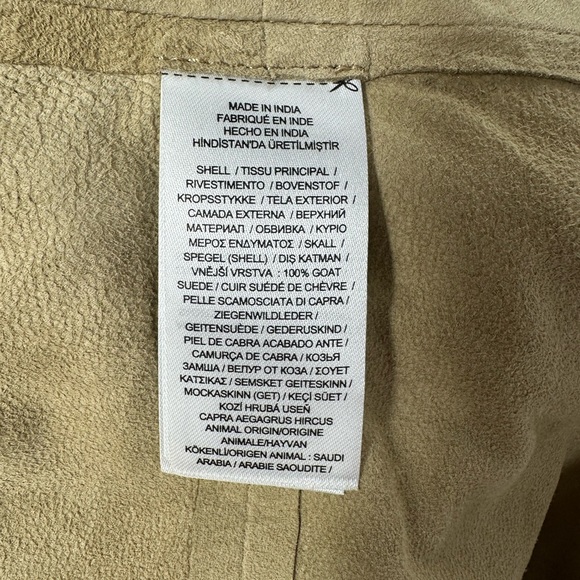 MADE IN INDIA
FABRIQUÉ EN INDE
HECHO EN INDIA
HİNDİSTAN'DA ÜRETİLMİŞTİR
SHELL / TISSU PRINCIPAL /
RIVESTIMENTO / BOVENSTOF /
KROPSSTYKKE / TELA EXTERIOR /
CAMADA EXTERNA / ВЕРХНИЙ
МАТЕРИАЛ / ОБВИВКА / ΚΥΡΙΟ
ΜΕΡΟΣ ΕΝΔΥΜΑΤΟΣ / SKALL /
SPEGEL (SHELL) / DIŞ KATMAN /
VNĚJŠÍ VRSTVA : 100% GOAT
SUEDE / CUIR SUÉDÉ DE CHÈVRE /
PELLE SCAMOSCIATA DI CAPRA /
ZIEGENWILDLEDER /
GEITENSUÈDE / GEDERUSKIND /
PIEL DE CABRA ACABADO ANTE /
CAMURÇA DE CABRA / КОЗЬЯ
ЗАМША / ВЕЛУР ОТ КОЗА / ΣΟΥΕΤ
ΚΑΤΣΙΚΑΣ / SEMSKET GEITESKINN /
MOCKASKINN (GET) / KEÇİ SÜET /
KOZÍ HRUBÁ USEŇ
CAPRA AEGAGRUS HIRCUS
ANIMAL ORIGIN/ORIGINE
ANIMALE/HAYVAN
KÖKENLİ/ORIGEN ANIMAL : SAUDI
ARABIA / ARABIE SAOUDITE /